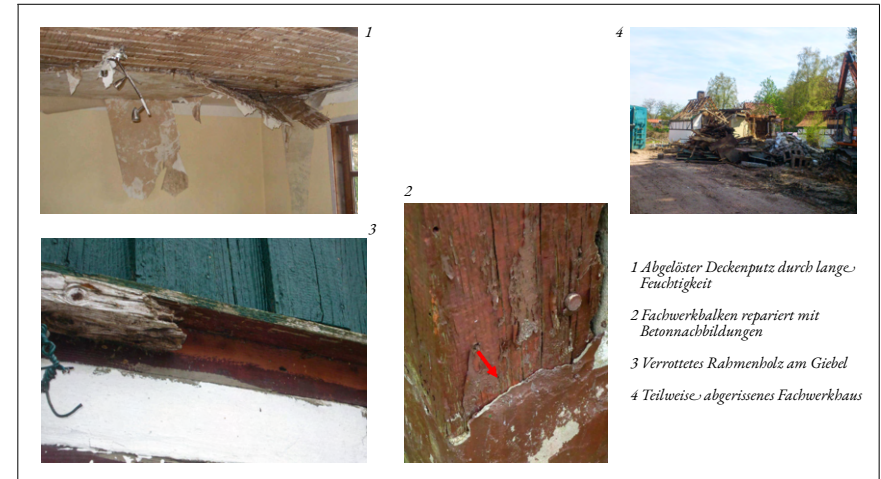 1
4
2
3
1 Abgelöster Deckenputz durch lange
Feuchtigkeit
2 Fachwerkbalken repariert mit
Betonnachbildungen
3 Verrottetes Rahmenholz am Giebel
4 Teilweise abgerissenes Fachwerkhaus